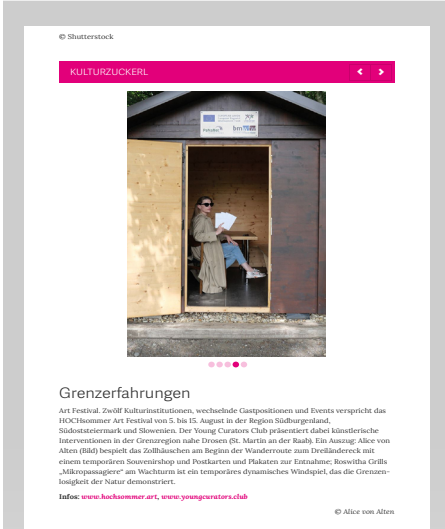 © Shutterstock
KULTURZUCKERL
Grenzerfahrungen
Art Festival. Zwölf Kulturinstitutionen, wechselnde Gastpositionen und Events verspricht das
HOCHsommer Art Festival von 5. bis 15. August in der Region Südburgenland,
Südoststeiermark und Slowenien. Der Young Curators Club präsentiert dabei künstlerische
Interventionen in der Grenzregion nahe Drosen (St. Martin an der Raab). Ein Auszug: Alice von
Alten (Bild) bespielt das Zollhäuschen am Beginn der Wanderroute zum Dreiländereck mit
einem temporären Souvenirshop und Postkarten und Plakaten zur Entnahme; Roswitha Grills
„Mikropassagiere“ am Wachturm ist ein temporäres dynamisches Windspiel, das die Grenzen-
losigkeit der Natur demonstriert.
Infos: www.hochsommer.art, www.youngcurators.club
© Alice von Alten